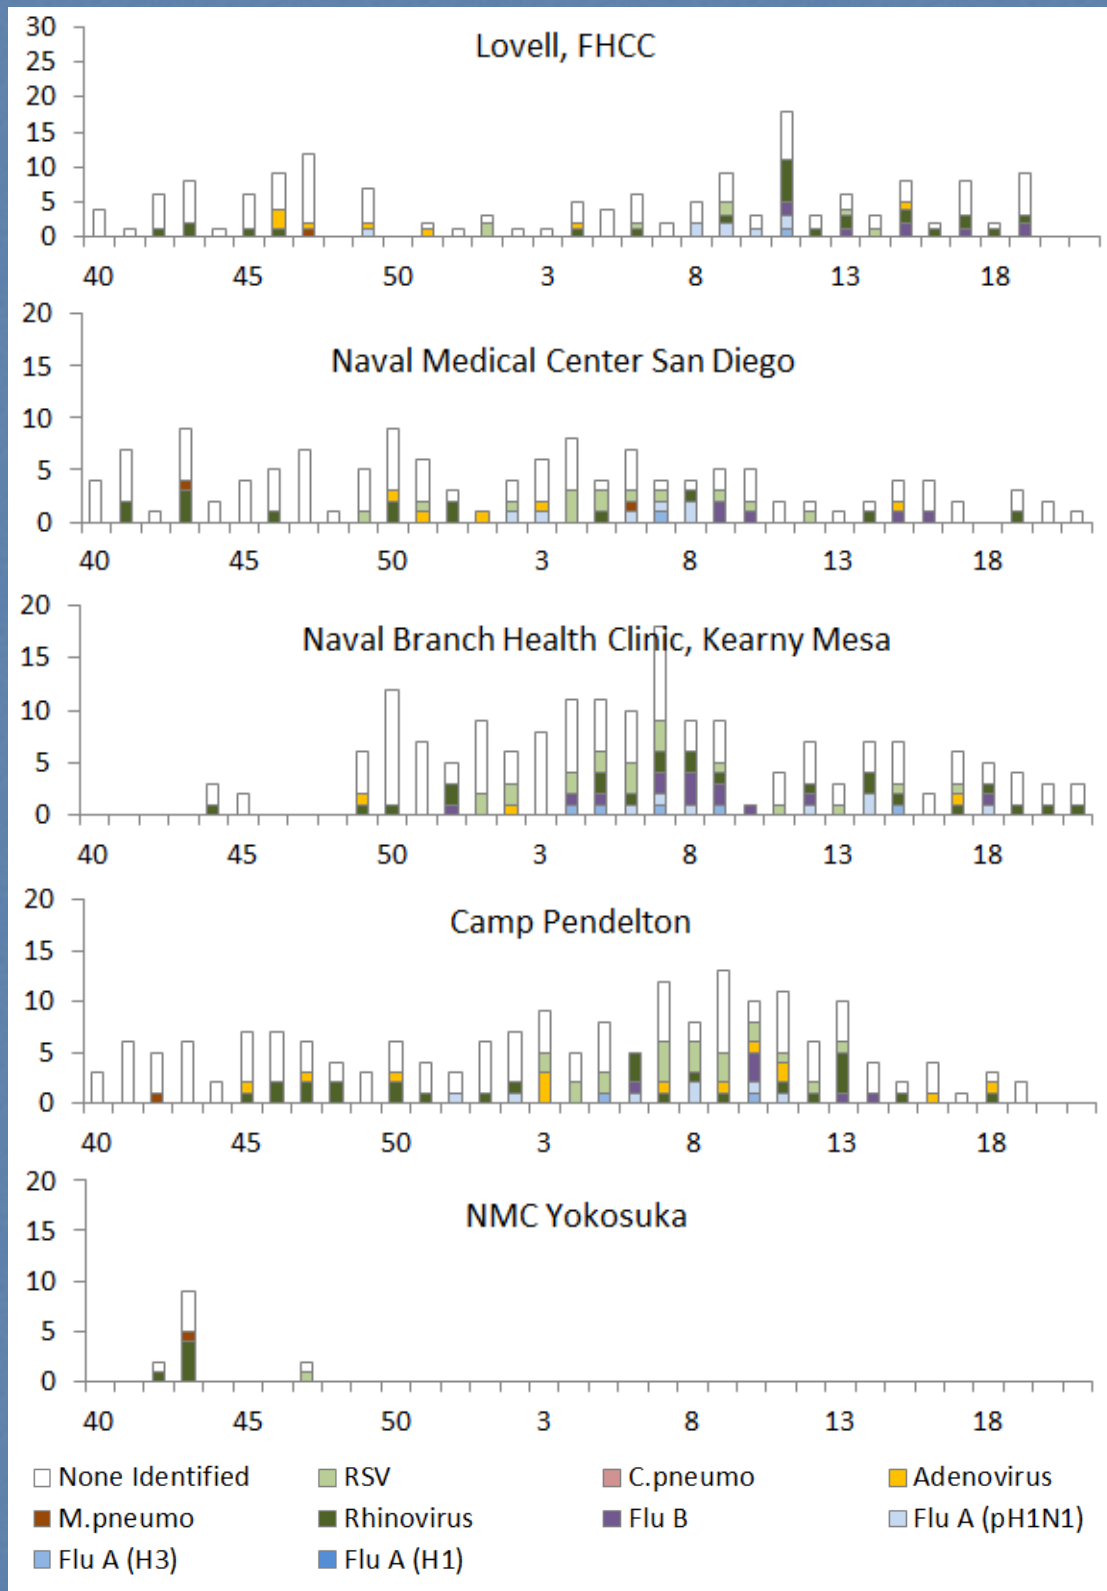 Lovell, FHCC
30
25
20
15
10
5
0
40 45 50 3 8 13 18
Naval Medical Center San Diego
20
15
10
5
0
40 45 50 3 8 13 18
Naval Branch Health Clinic, Kearny Mesa
20
15
10
5
0
40 45 50 3 8 13 18
Camp Pendelton
20
15
10
5
0
40 45 50 3 8 13 18
NMC Yokosuka
20
15
10
5
0
40 45 50 3 8 13 18
None Identified RSV C.pneumo Adenovirus
M.pneumo Rhinovirus Flu B Flu A (pH1N1)
Flu A (H3) Flu A (H1)